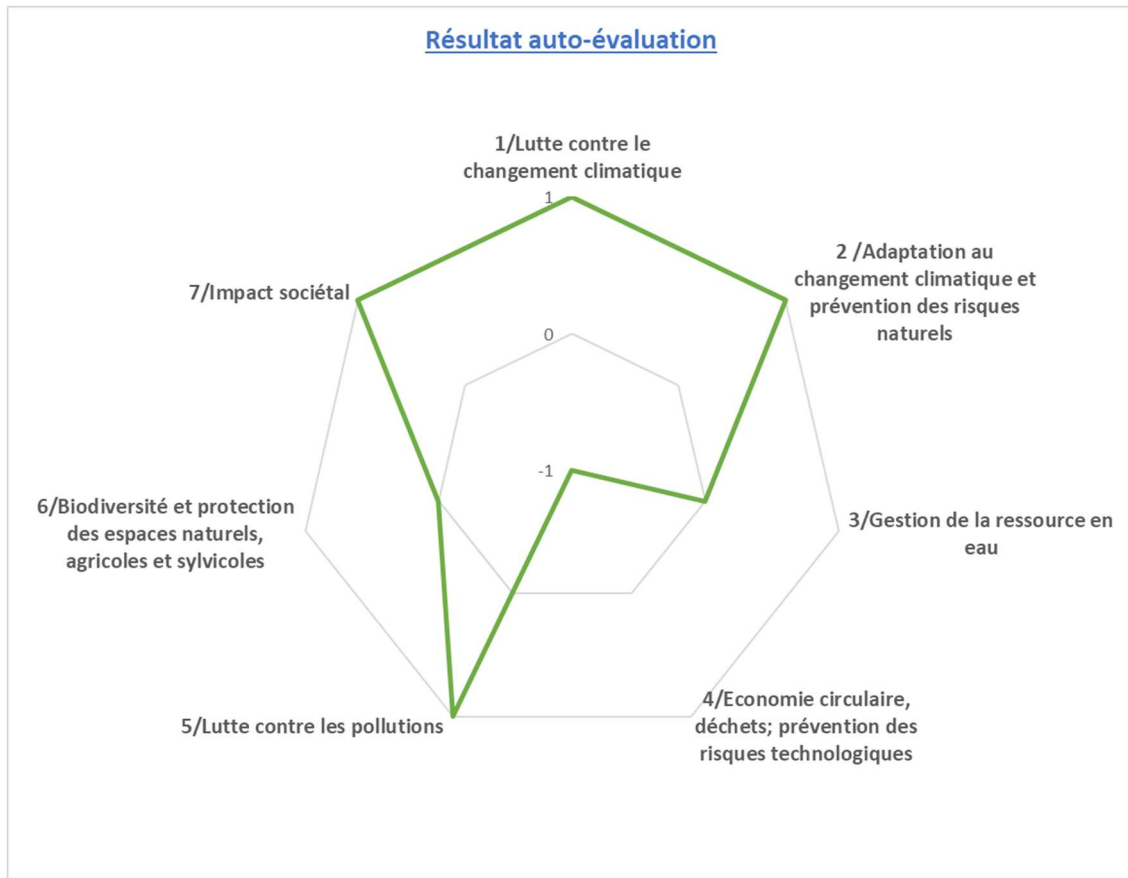 Résultat auto-évaluation
1/Lutte contre le
changement climatique
1
2 /Adaptation au
changement climatique et
prévention des risques
naturels
7/Impact sociétal
0
-1
6/Biodiversité et protection
des espaces naturels,
agricoles et sylvicoles
3/Gestion de la ressource en
eau
5/Lutte contre les pollutions
4/Economie circulaire,
déchets; prévention des
risques technologiques